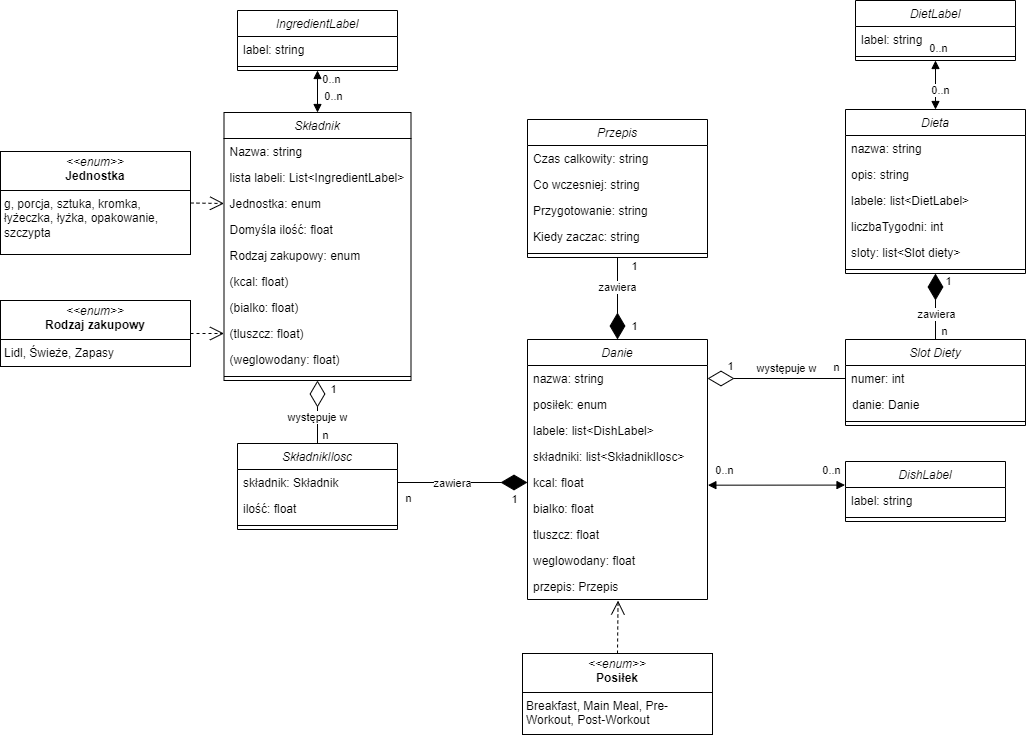 IngredientLabel
label: string
0..n
0..n
Składnik
Nazwa: string
lista labeli: List<IngredientLabel>
Jednostka: enum
Domyśla ilość: float
Rodzaj zakupowy: enum
(kcal: float)
(bialko: float)
(tluszcz: float)
(weglowodany: float)
<<enum>>
Jednostka
g, porcja, sztuka, kromka,
łyżeczka, łyżka, opakowanie,
szczypta
<<enum>>
Rodzaj zakupowy
Lidl, Świeże, Zapasy
1
występuje w
n
SkładnikIlosc
składnik: Składnik
ilość: float
n
zawiera
1
Przepis
Czas calkowity: string
Co wczesniej: string
Przygotowanie: string
Kiedy zaczac: string
1
zawiera
1
Danie
nazwa: string
posiłek: enum
labele: list<DishLabel>
składniki: list<SkładnikIlosc>
kcal: float
bialko: float
tluszcz: float
weglowodany: float
przepis: Przepis
<<enum>>
Posiłek
Breakfast, Main Meal, Pre-
Workout, Post-Workout
DietLabel
label: string
0..n
0..n
Dieta
nazwa: string
opis: string
labele: list<DietLabel>
liczbaTygodni: int
sloty: list<Slot diety>
1
zawiera
n
Slot Diety
numer: int
danie: Danie
1
występuje w
n
0..n
0..n
DishLabel
label: string